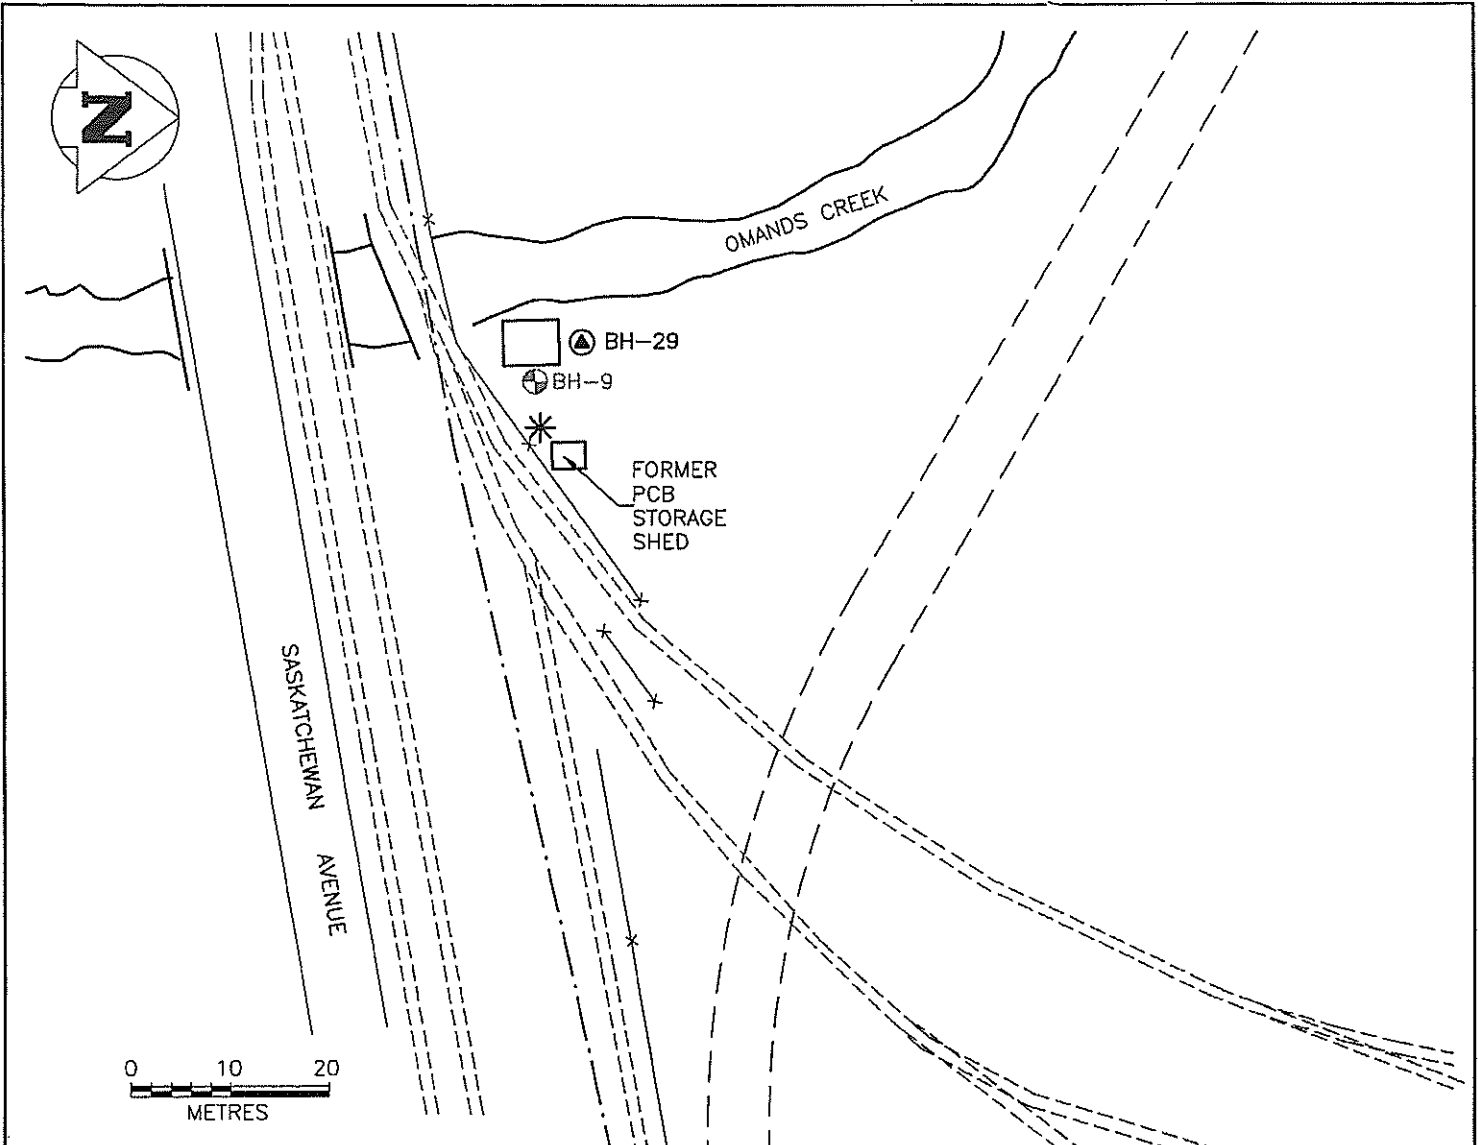 N
OMANDS CREEK
BH-29
BH-9
FORMER
PCB
STORAGE
SHED
SASKATCHEWAN AVENUE
0 10 20
METRES